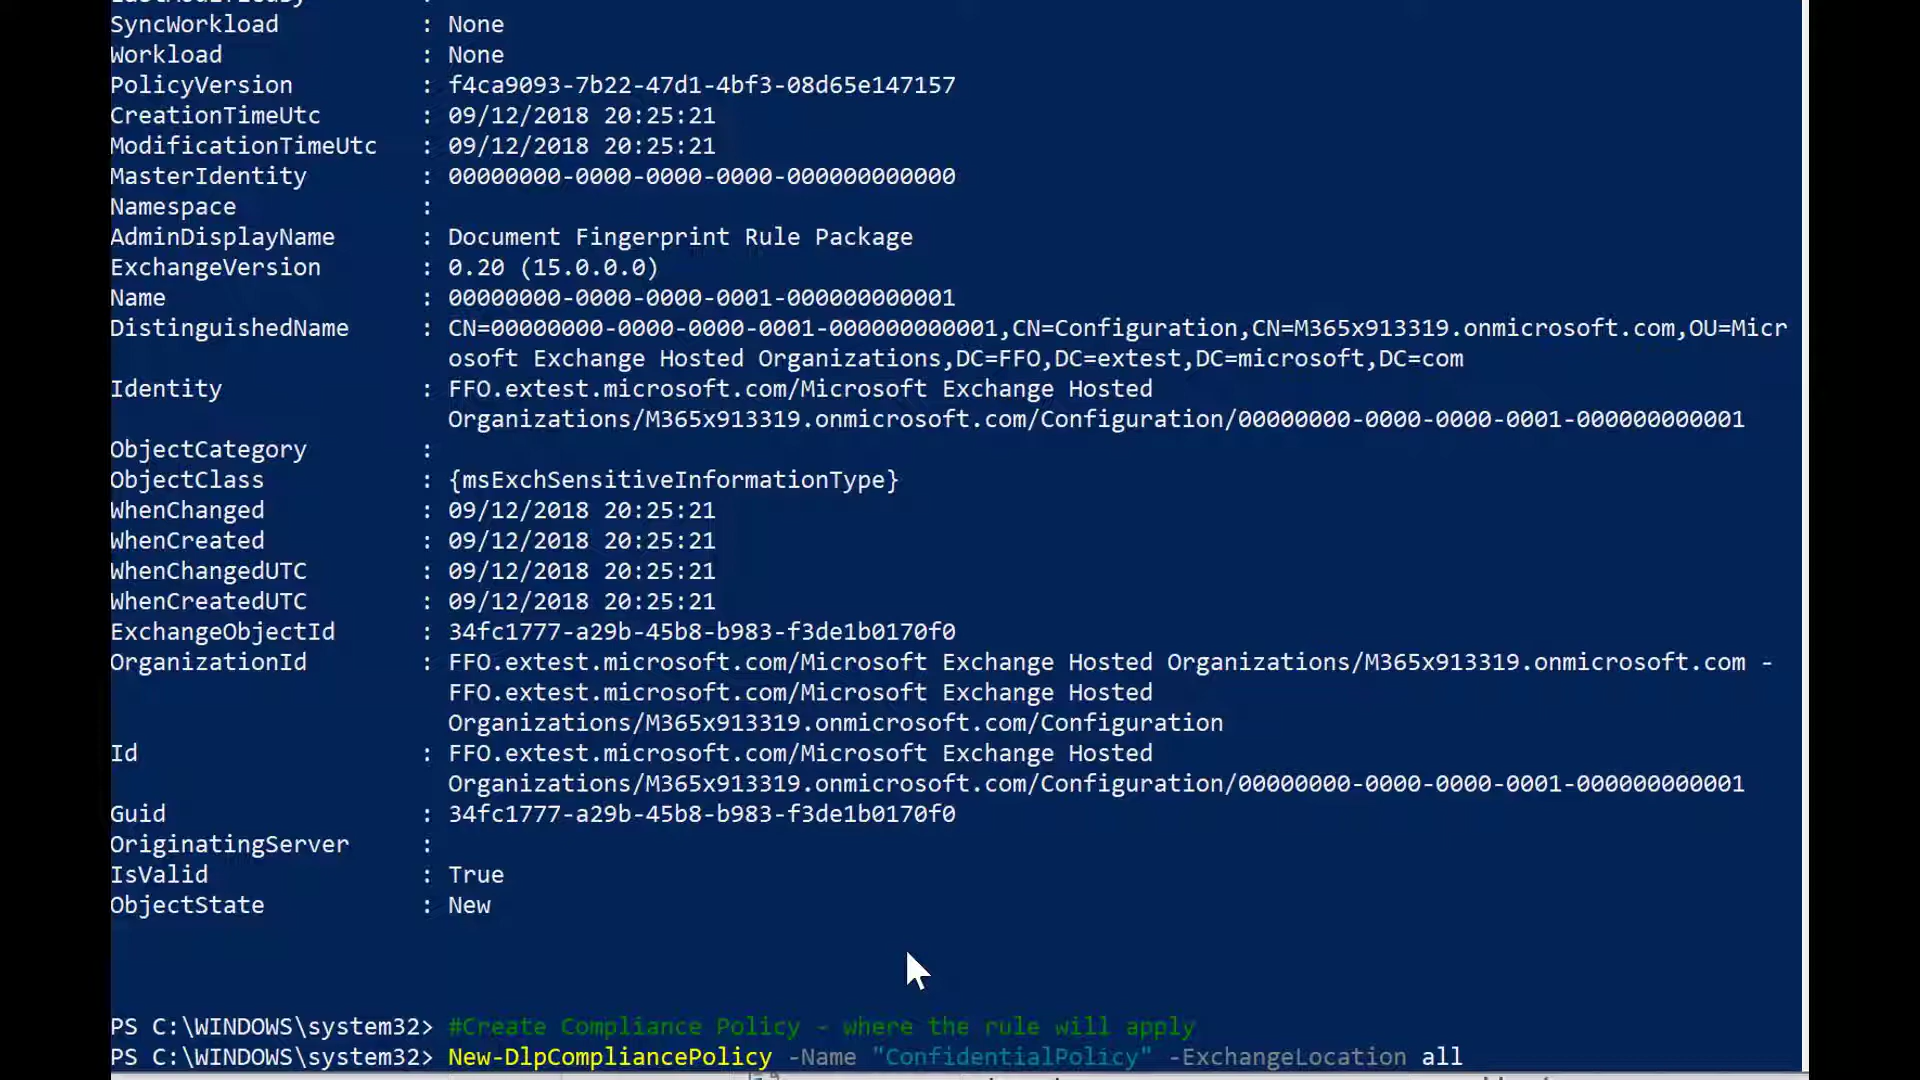 SyncWorkload : None
Workload : None
PolicyVersion : f4ca9093-7b22-47d1-4bf3-08d65e147157
CreationTimeUtc : 09/12/2018 20:25:21
ModificationTimeUtc : 09/12/2018 20:25:21
MasterIdentity : 00000000-0000-0000-0000-000000000000
Namespace :
AdminDisplayName : Document Fingerprint Rule Package
ExchangeVersion : 0.20 (15.0.0.0)
Name : 00000000-0000-0000-0001-000000000001
DistinguishedName : CN=00000000-0000-0000-0001-000000000001,CN=Configuration,CN=M365x913319.onmicrosoft.com,OU=Micr
osoft Exchange Hosted Organizations,DC=FFO,DC=extest,DC=microsoft,DC=com
Identity : FFO.extest.microsoft.com/Microsoft Exchange Hosted
Organizations/M365x913319.onmicrosoft.com/Configuration/00000000-0000-0000-0001-000000000001
ObjectCategory :
ObjectClass : {msExchSensitiveInformationType}
WhenChanged : 09/12/2018 20:25:21
WhenCreated : 09/12/2018 20:25:21
WhenChangedUTC : 09/12/2018 20:25:21
WhenCreatedUTC : 09/12/2018 20:25:21
ExchangeObjectId : 34fc1777-a29b-45b8-b983-f3de1b0170f0
OrganizationId : FFO.extest.microsoft.com/Microsoft Exchange Hosted Organizations/M365x913319.onmicrosoft.com -
FFO.extest.microsoft.com/Microsoft Exchange Hosted
Organizations/M365x913319.onmicrosoft.com/Configuration
Id : FFO.extest.microsoft.com/Microsoft Exchange Hosted
Organizations/M365x913319.onmicrosoft.com/Configuration/00000000-0000-0000-0001-000000000001
Guid : 34fc1777-a29b-45b8-b983-f3de1b0170f0
OriginatingServer :
IsValid : True
ObjectState : New
PS C:\WINDOWS\system32> #Create Compliance Policy - where the rule will apply
PS C:\WINDOWS\system32> New-DlpCompliancePolicy -Name "ConfidentialPolicy" -ExchangeLocation all